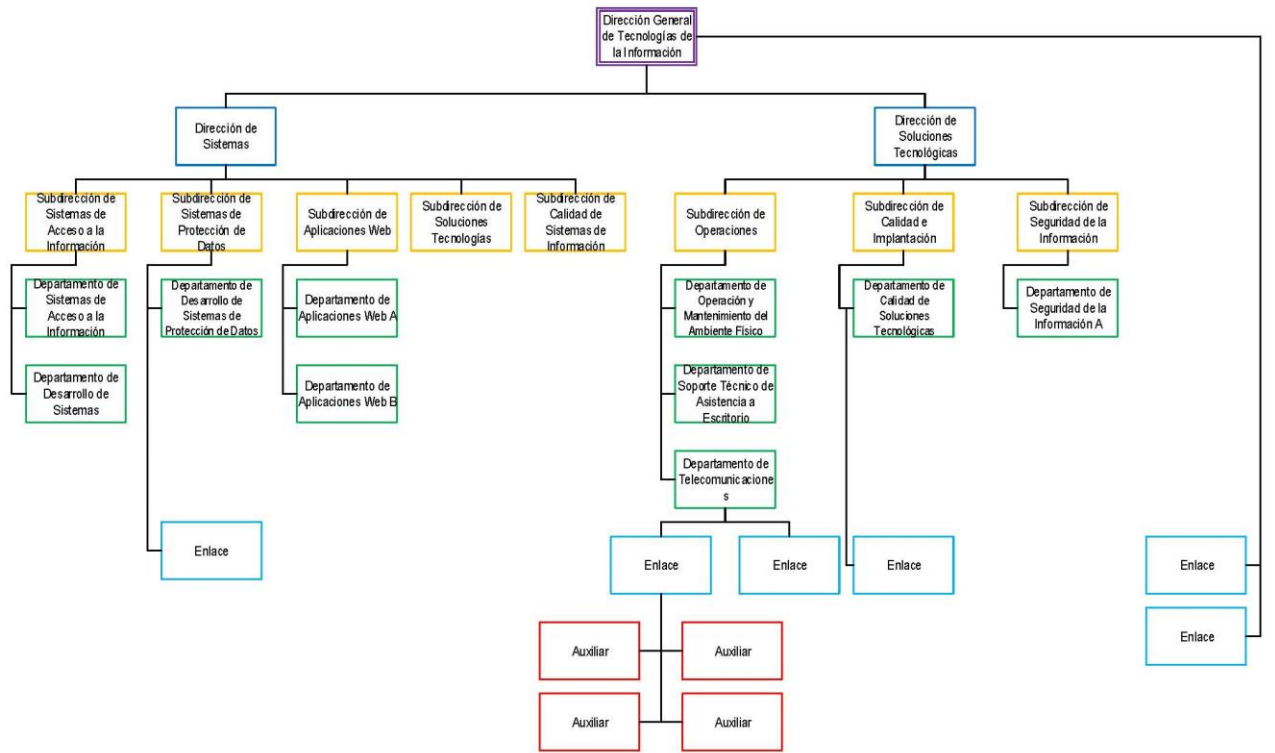 Dirección General
de Tecnologías de
la Información
Dirección de
Sistemas
Dirección de
Soluciones
Tecnológicas
Subdirección de
Sistemas de
Acceso a la
Información
Subdirección de
Sistemas de
Protección de
Datos
Subdirección de
Aplicaciones Web
Subdirección de
Soluciones
Tecnologías
Subdirección de
Calidad de
Sistemas de
Información
Subdirección de
Operaciones
Subdirección de
Calidad e
Implantación
Subdirección de
Seguridad de la
Información
Departamento de
Sistemas de
Acceso a la
Información
Departamento de
Desarrollo de
Sistemas de
Protección de Datos
Departamento de
Aplicaciones Web A
Departamento de
Operación y
Mantenimiento del
Ambiente Físico
Departamento de
Calidad de
Soluciones
Tecnológicas
Departamento de
Seguridad de la
Información A
Departamento de
Desarrollo de
Sistemas
Departamento de
Aplicaciones Web B
Departamento de
Soporte Técnico de
Asistencia a
Escritorio
Departamento de
Telecomunicacione
s
Enlace
Enlace
Enlace
Enlace
Enlace
Enlace
Auxiliar
Auxiliar
Auxiliar
Auxiliar